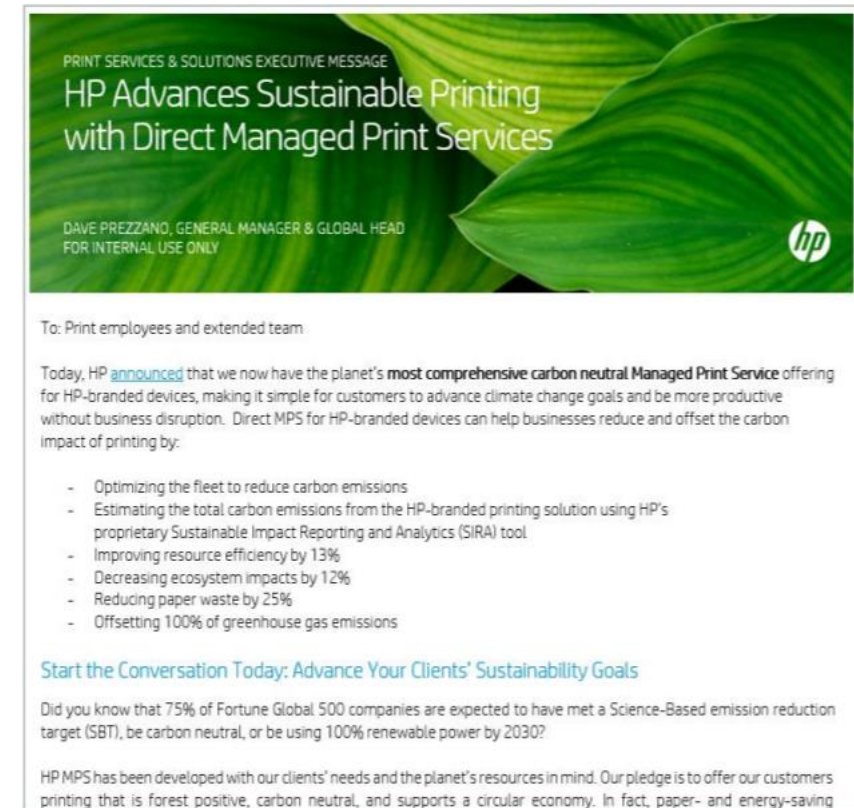 PRINT SERVICES & SOLUTIONS EXECUTIVE MESSAGE
HP Advances Sustainable Printing
with Direct Managed Print Services
DAVE PREZZANO, GENERAL MANAGER & GLOBAL HEAD
FOR INTERNAL USE ONLY
hp
To: Print employees and extended team
Today, HP announced that we now have the planet's most comprehensive carbon neutral Managed Print Service offering
for HP-branded devices, making it simple for customers to advance climate change goals and be more productive
without business disruption. Direct MPS for HP-branded devices can help businesses reduce and offset the carbon
impact of printing by:
- Optimizing the fleet to reduce carbon emissions
- Estimating the total carbon emissions from the HP-branded printing solution using HP's
proprietary Sustainable Impact Reporting and Analytics (SIRA) tool
- Improving resource efficiency by 13%
- Decreasing ecosystem impacts by 12%
- Reducing paper waste by 25%
- Offsetting 100% of greenhouse gas emissions
Start the Conversation Today: Advance Your Clients' Sustainability Goals
Did you know that 75% of Fortune Global 500 companies are expected to have met a Science-Based emission reduction
target (SBT), be carbon neutral, or be using 100% renewable power by 2030?
HP MPS has been developed with our clients' needs and the planet's resources in mind. Our pledge is to offer our customers
printing that is forest positive, carbon neutral, and supports a circular economy. In fact, paper- and energy-saving